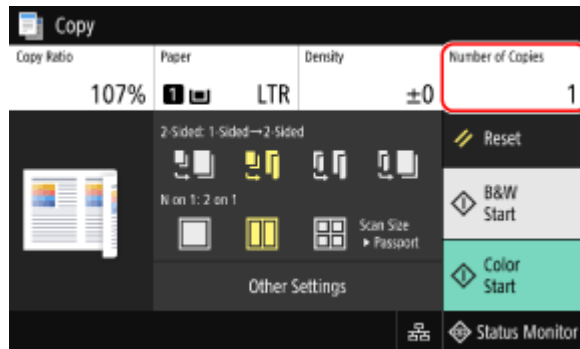 Copy
Copy Ratio
107%
Paper
1 LTR
Density
±0
Number of Copies
1
2-Sided: 1-Sided→2-Sided
N on 1: 2 on 1
Scan Size
▸ Passport
Other Settings
Reset
B&W
Start
Color
Start
Status Monitor